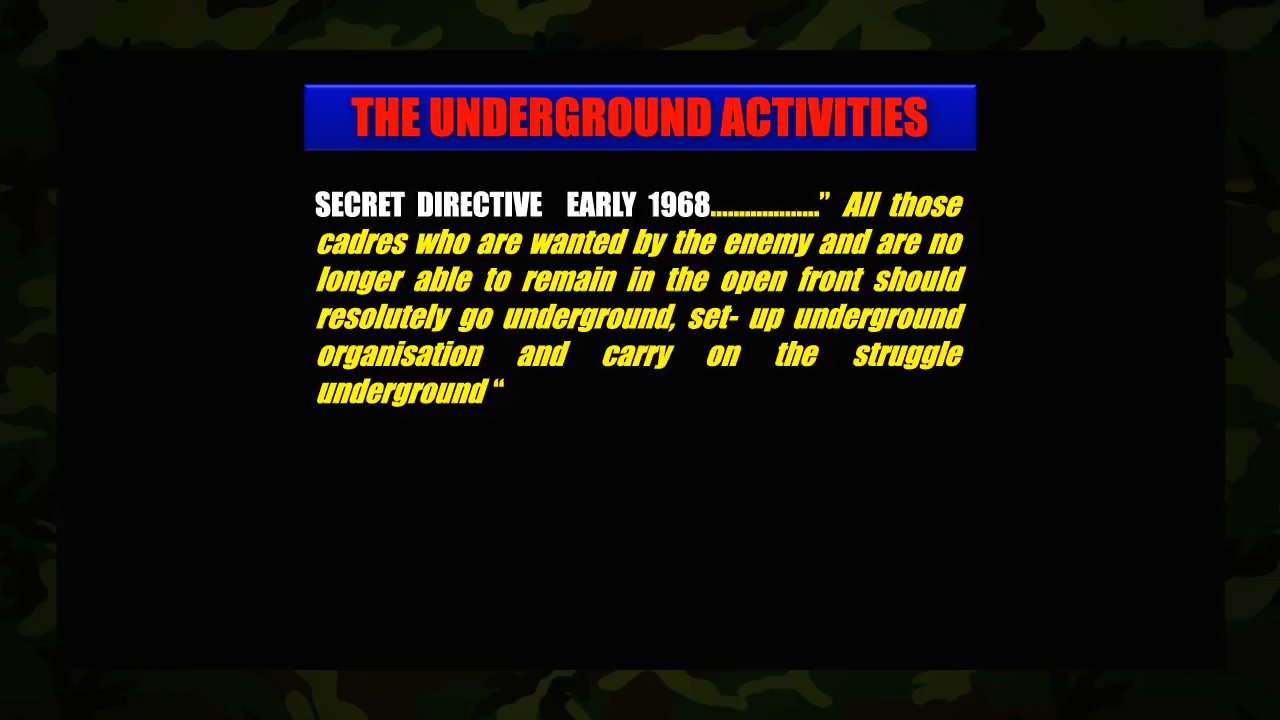 THE UNDERGROUND ACTIVITIES
SECRET DIRECTIVE EARLY 1968...................” All those
cadres who are wanted by the enemy and are no
longer able to remain in the open front should
resolutely go underground, set- up underground
organisation and carry on the struggle
underground “